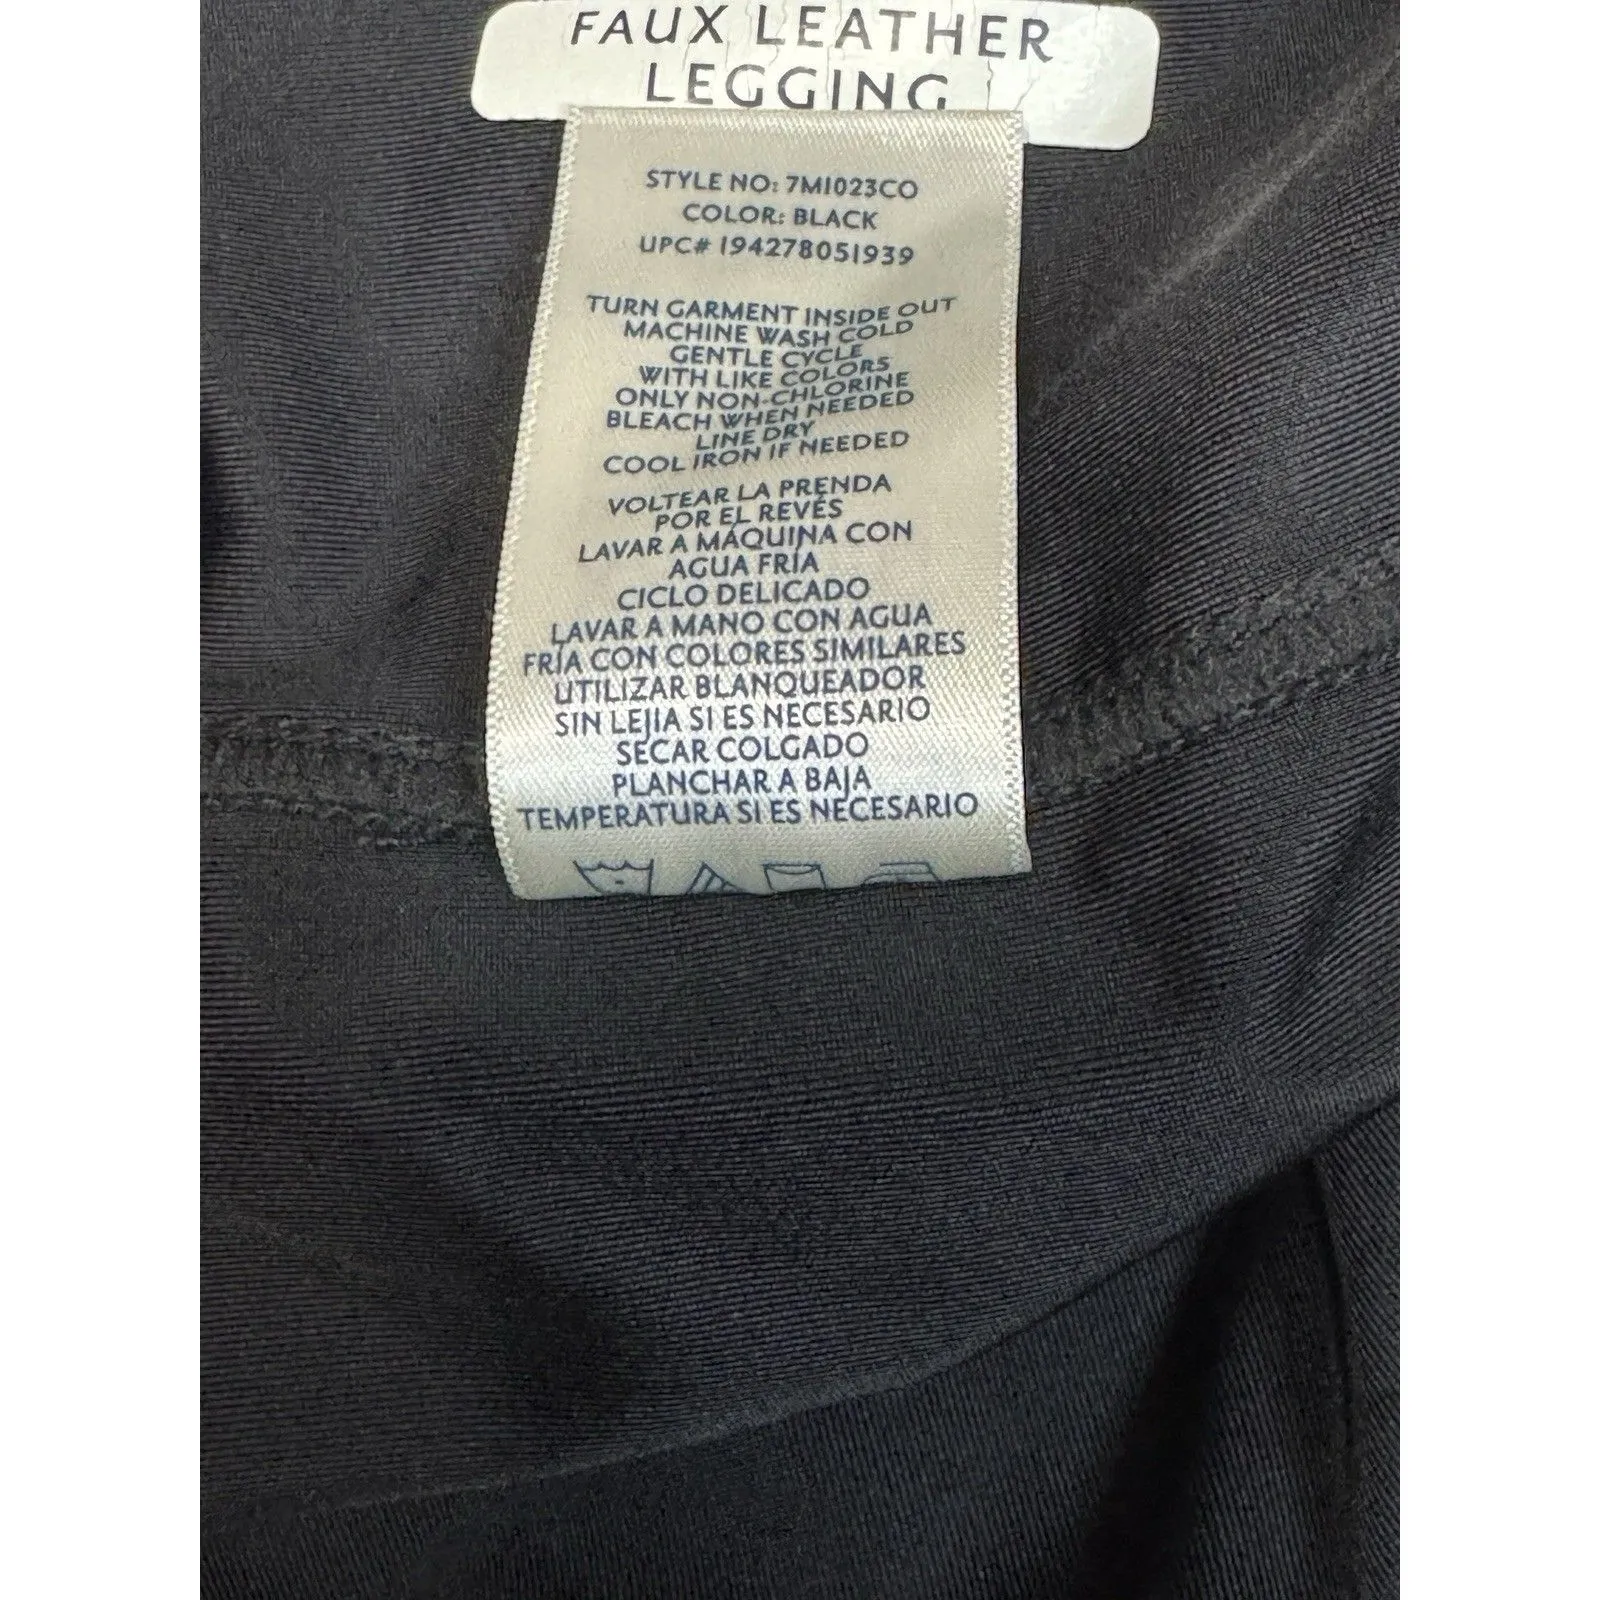 FAUX LEATHER
LEGGING
STYLE NO: 7M1023CO
COLOR: BLACK
UPC# 194278051939
TURN GARMENT INSIDE OUT
MACHINE WASH COLD
GENTLE CYCLE
WITH LIKE COLORS
ONLY NON-CHLORINE
BLEACH WHEN NEEDED
LINE DRY
COOL IRON IF NEEDED
VOLTEAR LA PRENDA
POR EL REVÉS
LAVAR A MÁQUINA CON
AGUA FRÍA
CICLO DELICADO
LAVAR A MANO CON AGUA
FRÍA CON COLORES SIMILARES
UTILIZAR BLANQUEADOR
SIN LEJIA SI ES NECESARIO
SECAR COLGADO
PLANCHAR A BAJA
TEMPERATURA SI ES NECESARIO